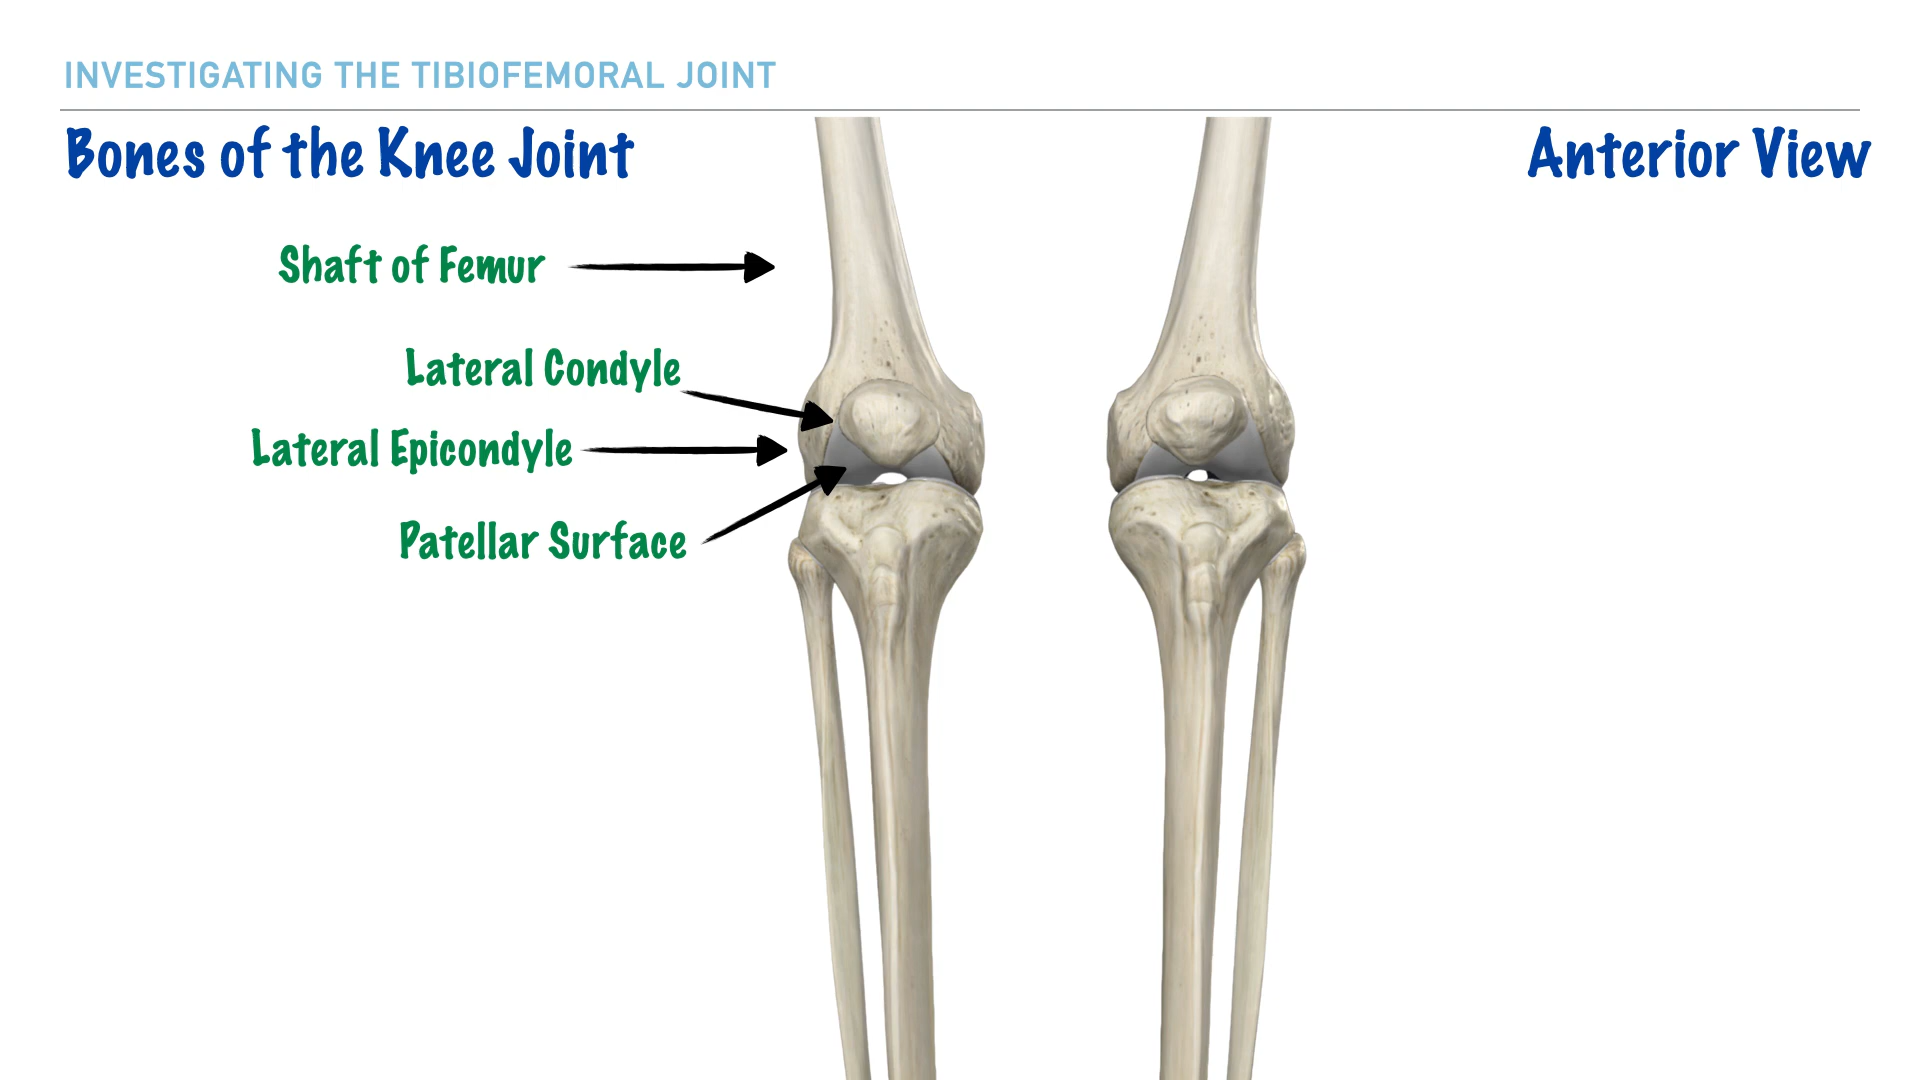 INVESTIGATING THE TIBIOFEMORAL JOINT
Bones of the Knee Joint
Anterior View
Shaft of Femur
Lateral Condyle
Lateral Epicondyle
Patellar Surface